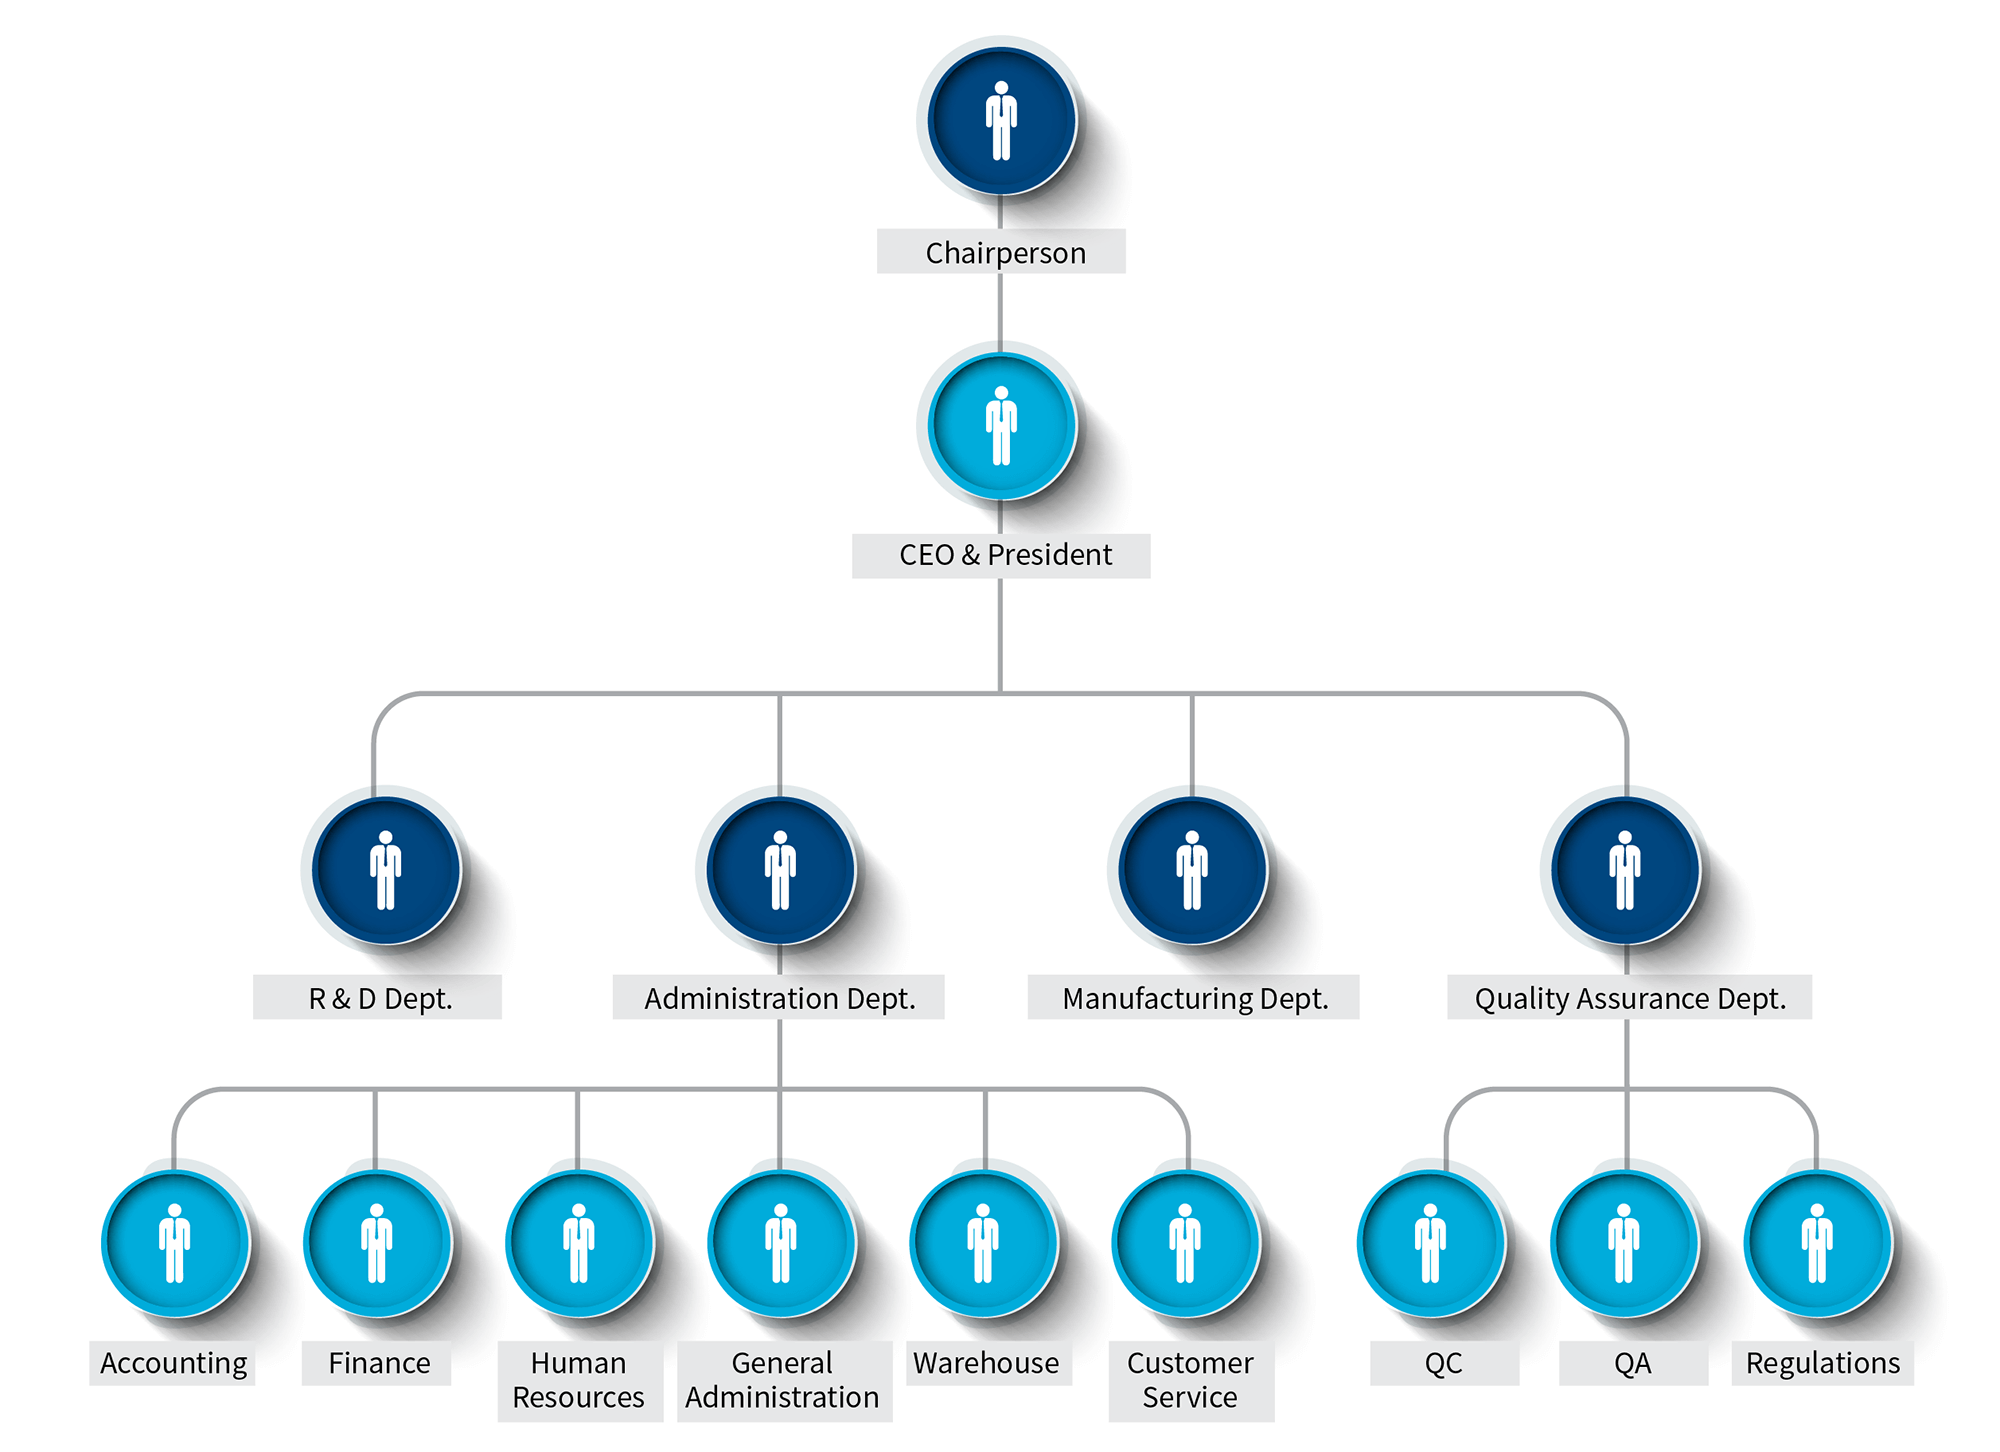 Chairperson
CEO & President
R & D Dept.
Administration Dept.
Manufacturing Dept.
Quality Assurance Dept.
Accounting
Finance
Human
Resources
General
Administration
Warehouse
Customer
Service
QC
QA
Regulations